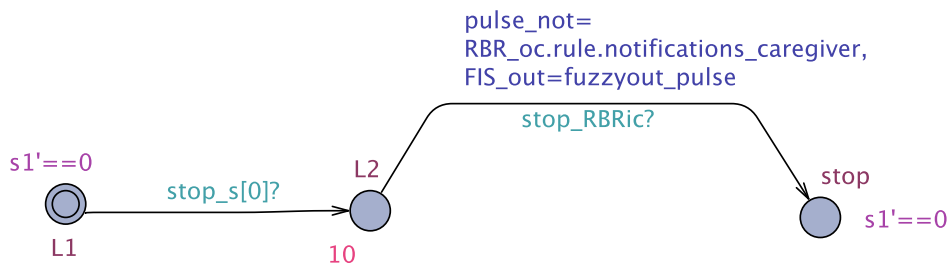 pulse_not=
RBR_oc.rule.notifications_caregiver,
FIS_out=fuzzyout_pulse
stop_RBRic?
s1'==0
L2
stop_s[0]?
stop
s1'==0
L1
10